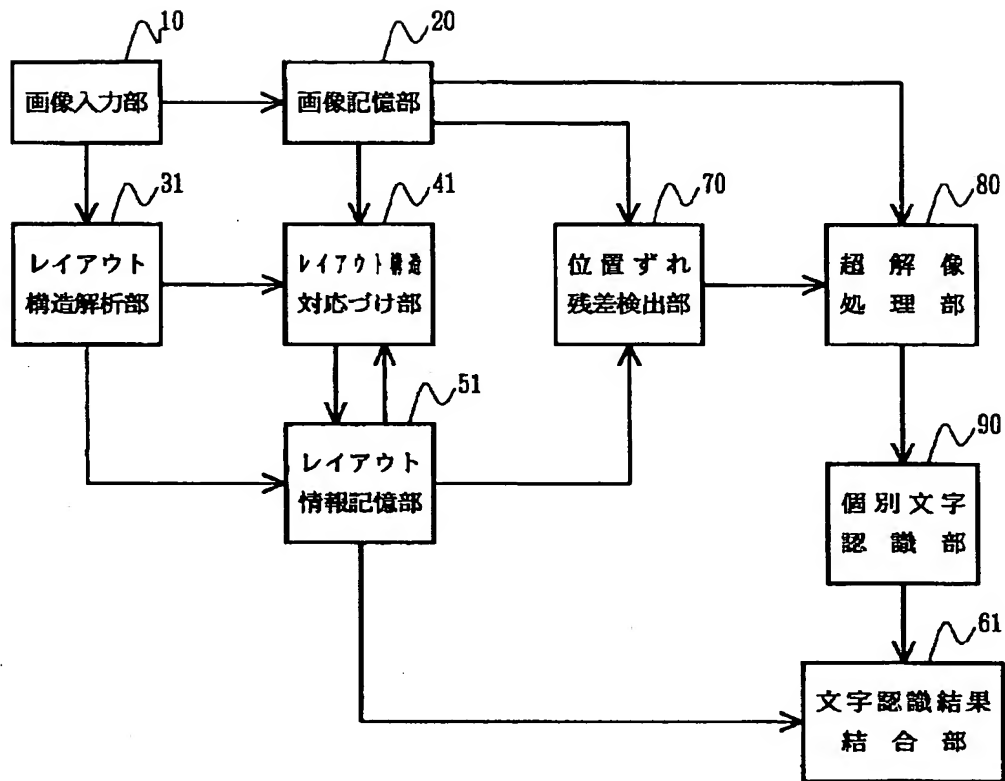 10
20
画像入力部
画像記憶部
31
41
70
80
レイアウト
構造解析部
レイアウト構造
対応づけ部
位置ずれ
残差検出部
超解像
処理部
51
レイアウト
情報記憶部
90
個別文字
認識部
61
文字認識結果
結合部